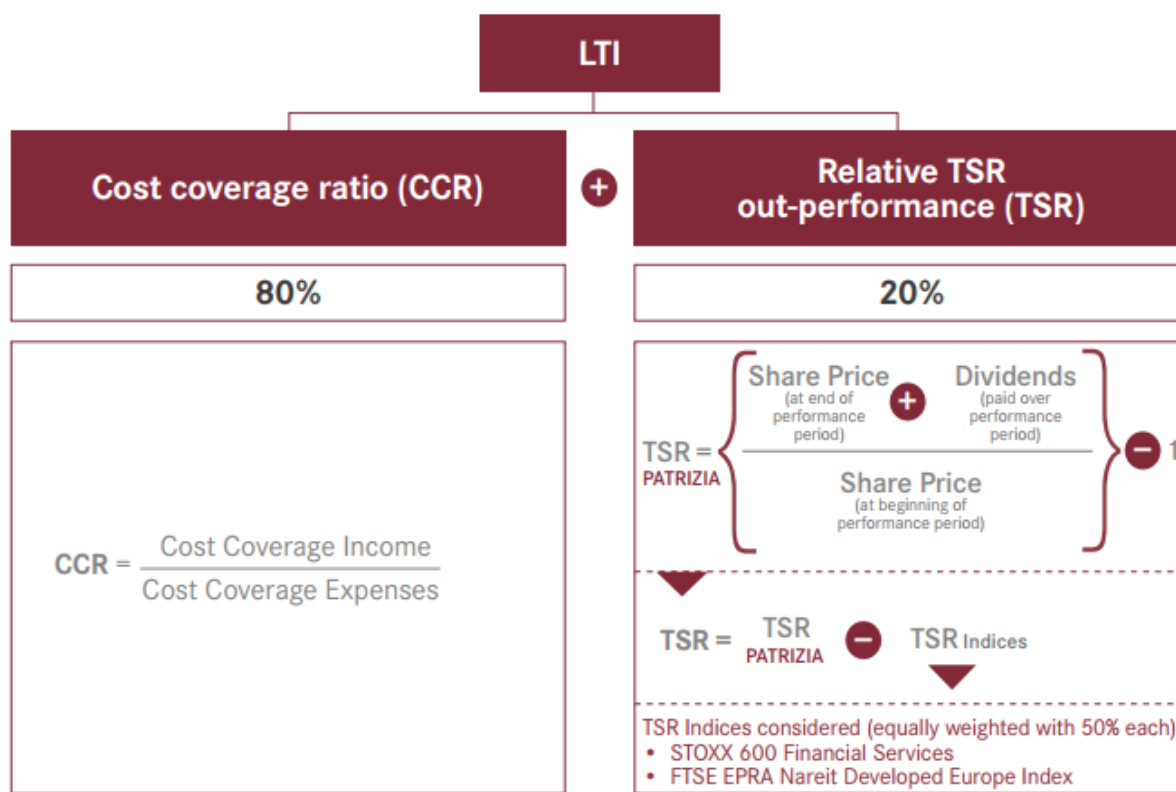 LTI
Cost coverage ratio (CCR)
+
Relative TSR
out-performance (TSR)
80%
20%
CCR =
Cost Coverage Income
Cost Coverage Expenses
TSR =
PATRIZIA
Share Price
(at end of
performance
period)
+
Dividends
(paid over
performance
period)
Share Price
(at beginning of
performance period)
−
TSR =
TSR
PATRIZIA
−
TSR Indices
TSR Indices considered (equally weighted with 50% each)
• STOXX 600 Financial Services
• FTSE EPRA Nareit Developed Europe Index